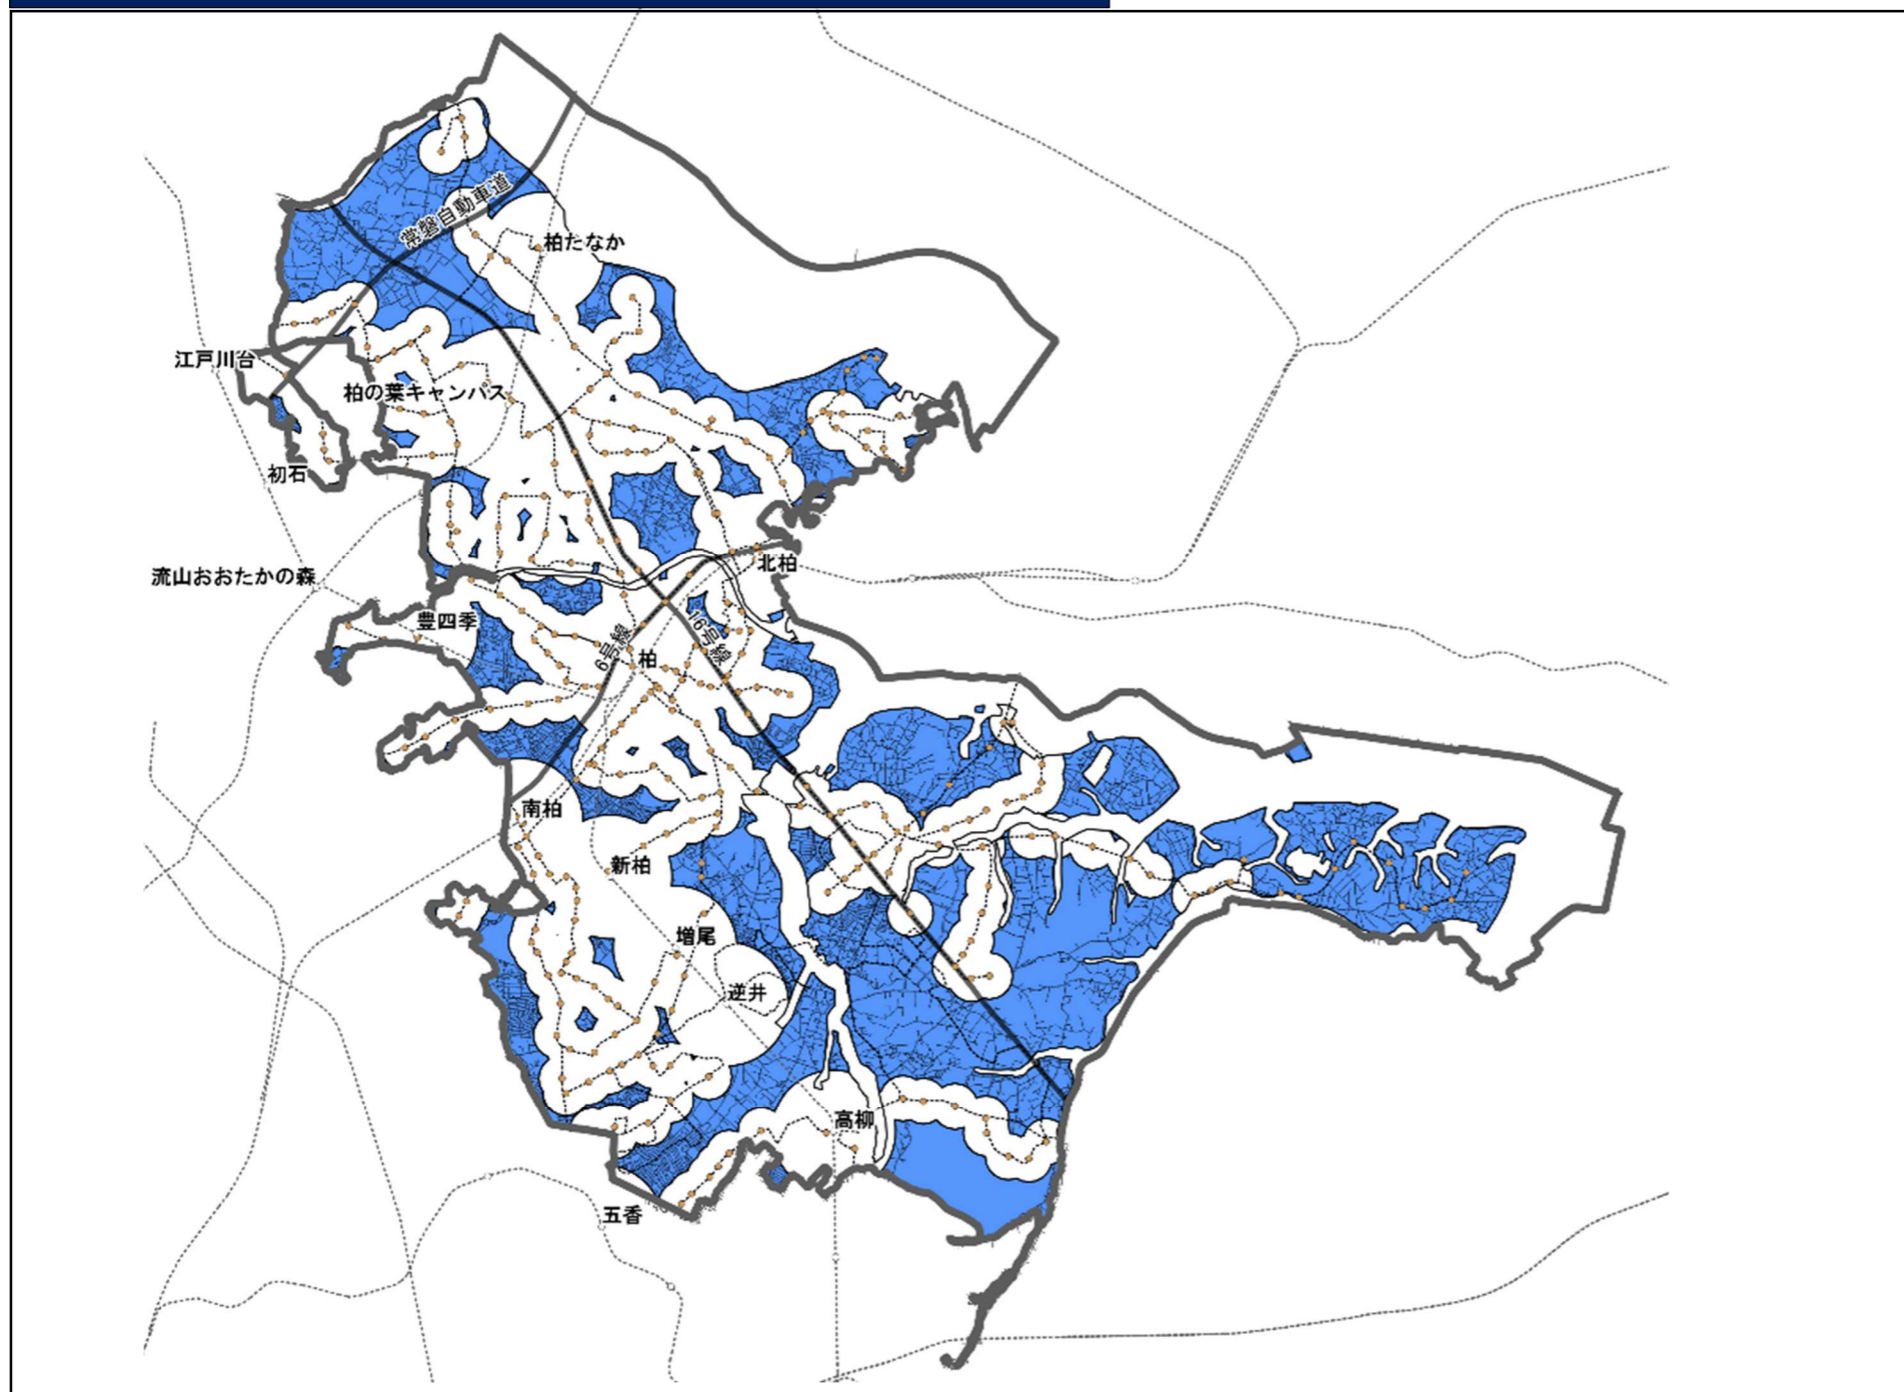 常磐自動車道
柏たなか
江戸川台
柏の葉キャンパス
初石
北柏
流山おおたかの森
豊四季
6号線
16号線
柏
南柏
新柏
増尾
逆井
高柳
五香